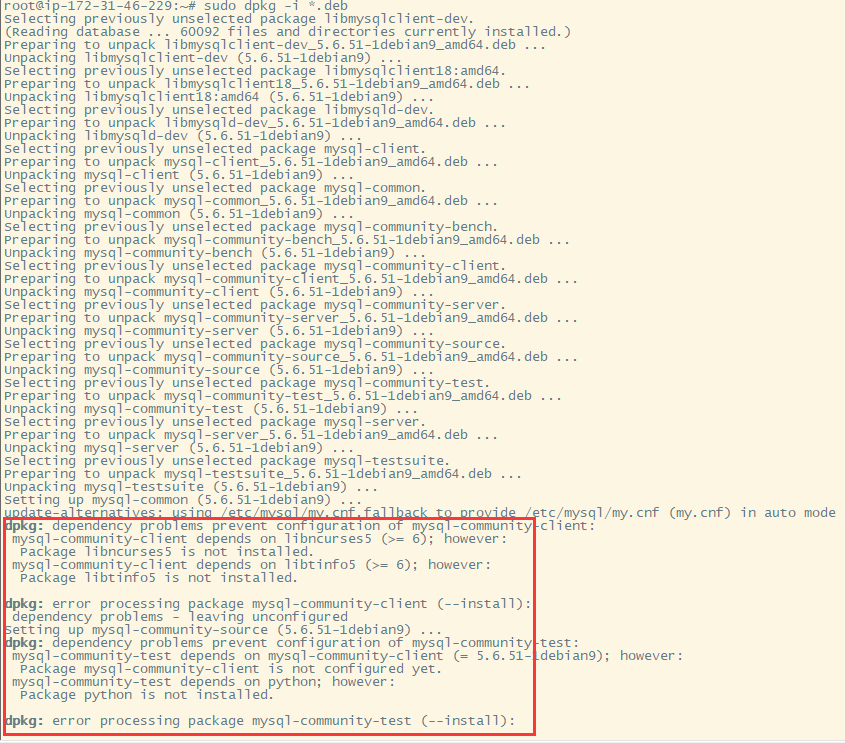 root@ip-172-31-46-229:~# sudo dpkg -i *.deb
Selecting previously unselected package libmysqlclient-dev.
(Reading database ... 60092 files and directories currently installed.)
Preparing to unpack libmysqlclient-dev_5.6.51-1debian9_amd64.deb ...
Unpacking libmysqlclient-dev (5.6.51-1debian9) ...
Selecting previously unselected package libmysqlclient18:amd64.
Preparing to unpack libmysqlclient18_5.6.51-1debian9_amd64.deb ...
Unpacking libmysqlclient18:amd64 (5.6.51-1debian9) ...
Selecting previously unselected package libmysqld-dev.
Preparing to unpack libmysqld-dev_5.6.51-1debian9_amd64.deb ...
Unpacking libmysqld-dev (5.6.51-1debian9) ...
Selecting previously unselected package mysql-client.
Preparing to unpack mysql-client_5.6.51-1debian9_amd64.deb ...
Unpacking mysql-client (5.6.51-1debian9) ...
Selecting previously unselected package mysql-common.
Preparing to unpack mysql-common_5.6.51-1debian9_amd64.deb ...
Unpacking mysql-common (5.6.51-1debian9) ...
Selecting previously unselected package mysql-community-bench.
Preparing to unpack mysql-community-bench_5.6.51-1debian9_amd64.deb ...
Unpacking mysql-community-bench (5.6.51-1debian9) ...
Selecting previously unselected package mysql-community-client.
Preparing to unpack mysql-community-client_5.6.51-1debian9_amd64.deb ...
Unpacking mysql-community-client (5.6.51-1debian9) ...
Selecting previously unselected package mysql-community-server.
Preparing to unpack mysql-community-server_5.6.51-1debian9_amd64.deb ...
Unpacking mysql-community-server (5.6.51-1debian9) ...
Selecting previously unselected package mysql-community-source.
Preparing to unpack mysql-community-source_5.6.51-1debian9_amd64.deb ...
Unpacking mysql-community-source (5.6.51-1debian9) ...
Selecting previously unselected package mysql-community-test.
Preparing to unpack mysql-community-test_5.6.51-1debian9_amd64.deb ...
Unpacking mysql-community-test (5.6.51-1debian9) ...
Selecting previously unselected package mysql-server.
Preparing to unpack mysql-server_5.6.51-1debian9_amd64.deb ...
Unpacking mysql-server (5.6.51-1debian9) ...
Selecting previously unselected package mysql-testsuite.
Preparing to unpack mysql-testsuite_5.6.51-1debian9_amd64.deb ...
Unpacking mysql-testsuite (5.6.51-1debian9) ...
Setting up mysql-common (5.6.51-1debian9) ...
update-alternatives: using /etc/mysql/my.cnf.fallback to provide /etc/mysql/my.cnf (my.cnf) in auto mode
dpkg: dependency problems prevent configuration of mysql-community-client:
mysql-community-client depends on libncurses5 (>= 6); however:
Package libncurses5 is not installed.
mysql-community-client depends on libtinfo5 (>= 6); however:
Package libtinfo5 is not installed.
dpkg: error processing package mysql-community-client (--install):
dependency problems - leaving unconfigured
Setting up mysql-community-source (5.6.51-1debian9) ...
dpkg: dependency problems prevent configuration of mysql-community-test:
mysql-community-test depends on mysql-community-client (= 5.6.51-1debian9); however:
Package mysql-community-client is not configured yet.
mysql-community-test depends on python; however:
Package python is not installed.
dpkg: error processing package mysql-community-test (--install):